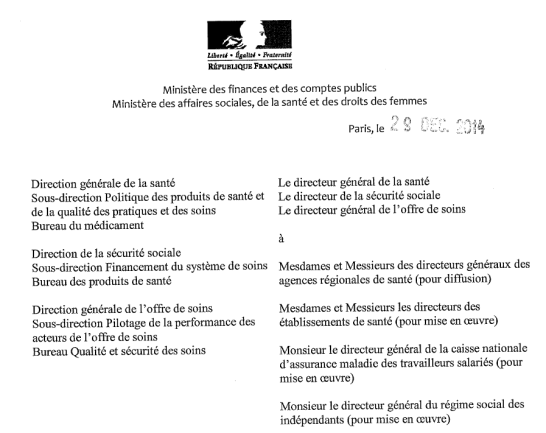 Liberté • Égalité • Fraternité
RÉPUBLIQUE FRANÇAISE
Ministère des finances et des comptes publics
Ministère des affaires sociales, de la santé et des droits des femmes
Paris, le 29 DEC. 2014
Direction générale de la santé
Sous-direction Politique des produits de santé et
de la qualité des pratiques et des soins
Bureau du médicament
Direction de la sécurité sociale
Sous-direction Financement du système de soins
Bureau des produits de santé
Direction générale de l'offre de soins
Sous-direction Pilotage de la performance des
acteurs de l'offre de soins
Bureau Qualité et sécurité des soins
Le directeur général de la santé
Le directeur de la sécurité sociale
Le directeur général de l'offre de soins
à
Mesdames et Messieurs des directeurs généraux des
agences régionales de santé (pour diffusion)
Mesdames et Messieurs les directeurs des
établissements de santé (pour mise en œuvre)
Monsieur le directeur général de la caisse nationale
d'assurance maladie des travailleurs salariés (pour
mise en œuvre)
Monsieur le directeur général du régime social des
indépendants (pour mise en œuvre)